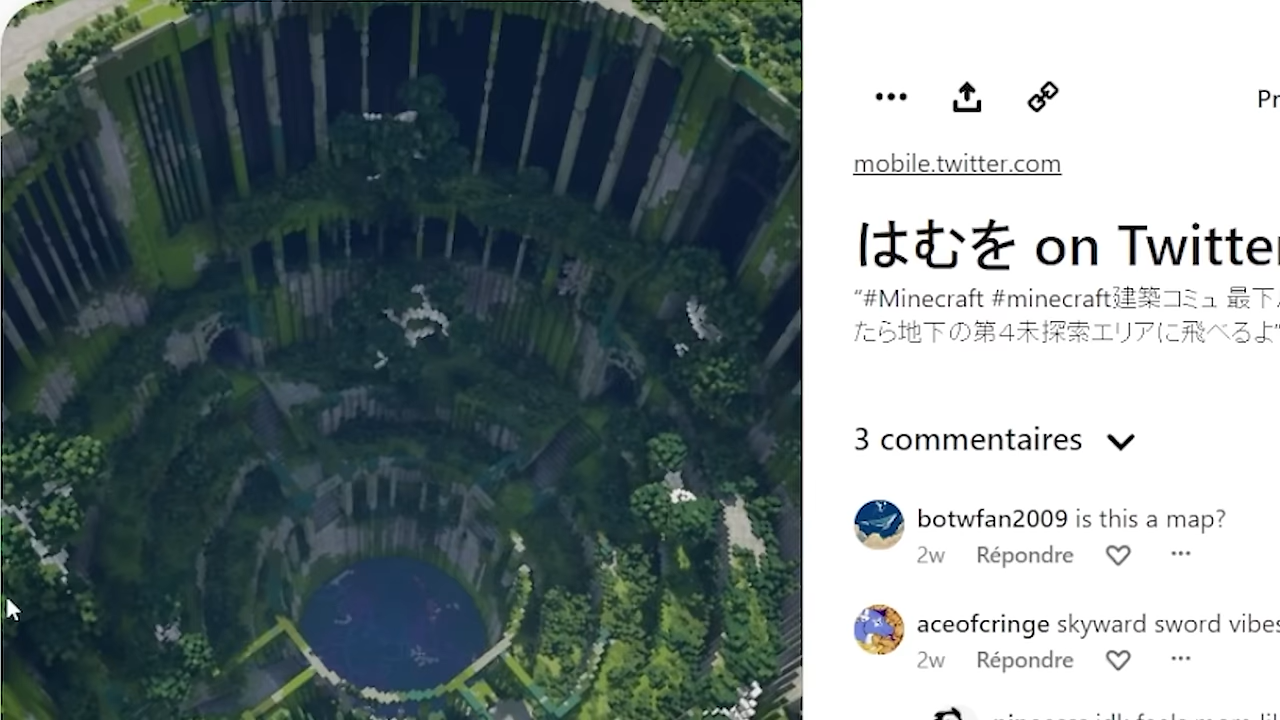 Pr
mobile.twitter.com
はむを on Twitter
“#Minecraft #minecraft建築コミュ 最下
たら地下の第4未探索エリアに飛べるよ”
3 commentaires
botwfan2009 is this a map?
2w Répondre
aceofcringe skyward sword vibes
2w Répondre